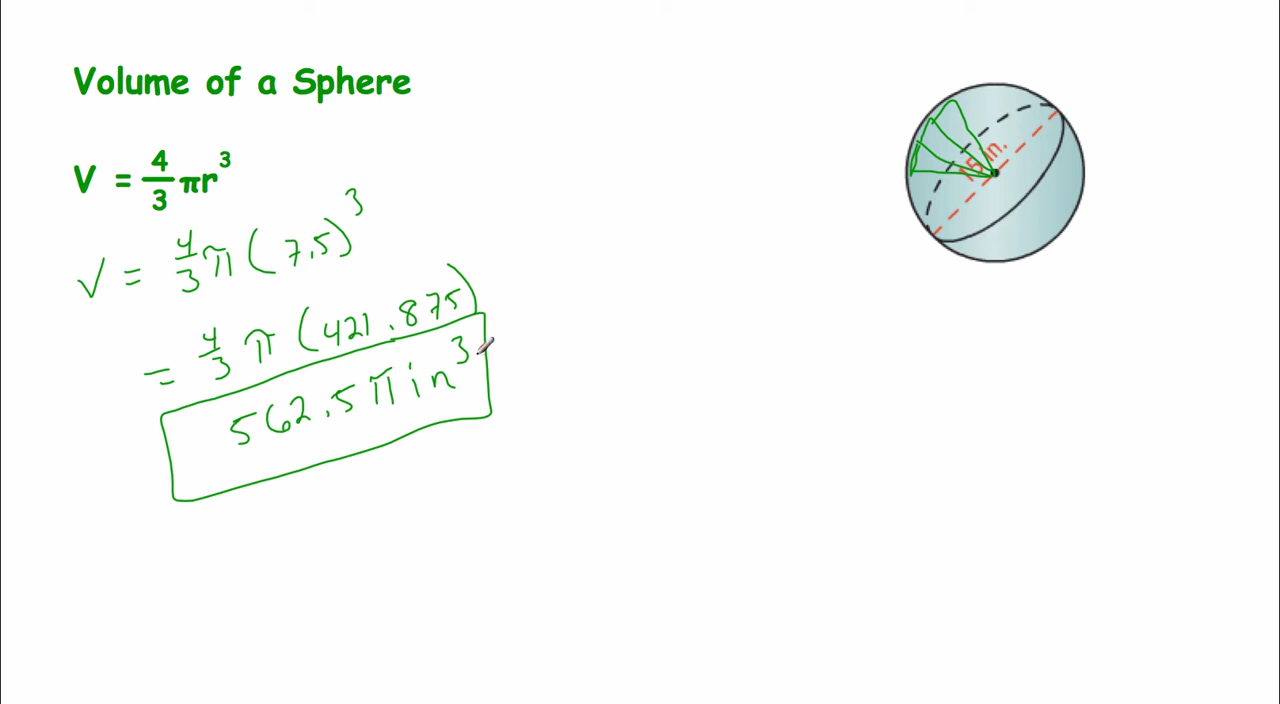 Volume of a Sphere
V = 4/3 πr³
V = 4/3 π (7.5)³
= 4/3 π (421.875)
562.5 π in³
15 in.